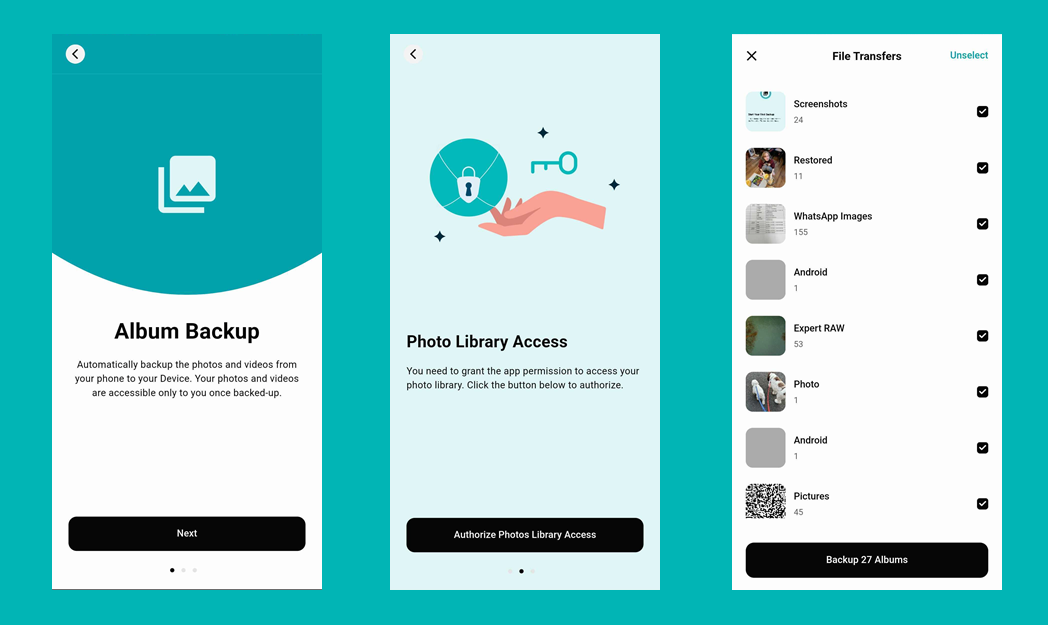 Album Backup
Automatically backup the photos and videos from
your phone to your Device. Your photos and videos
are accessible only to you once backed-up.
Next
Photo Library Access
You need to grant the app permission to access your
photo library. Click the button below to authorize.
Authorize Photos Library Access
File Transfers
Unselect
Screenshots
24
Restored
11
WhatsApp Images
155
Android
1
Expert RAW
53
Photo
1
Android
1
Pictures
45
Backup 27 Albums